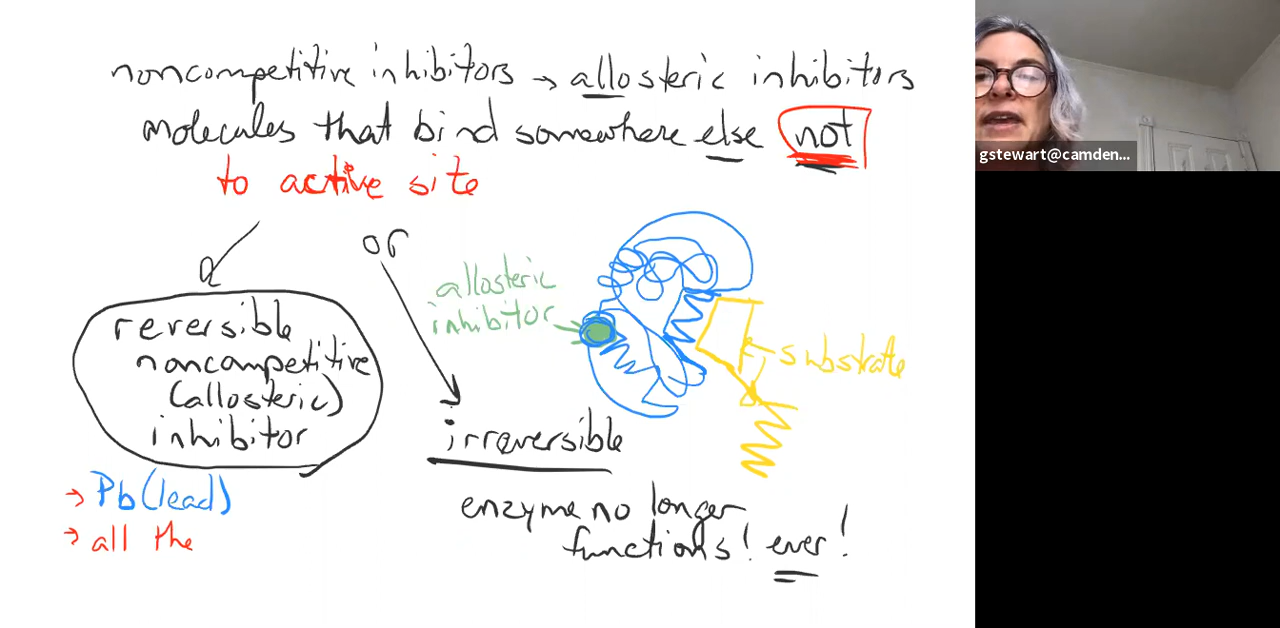 noncompetitive inhibitors → allosteric inhibitors
molecules that bind somewhere else not
to active site
or
allosteric
inhibitor
substrate
reversible
noncompetitive
(allosteric)
inhibitor
irreversible
→ Pb (lead)
→ all the
enzyme no longer
functions! ever!
gstewart@camden...